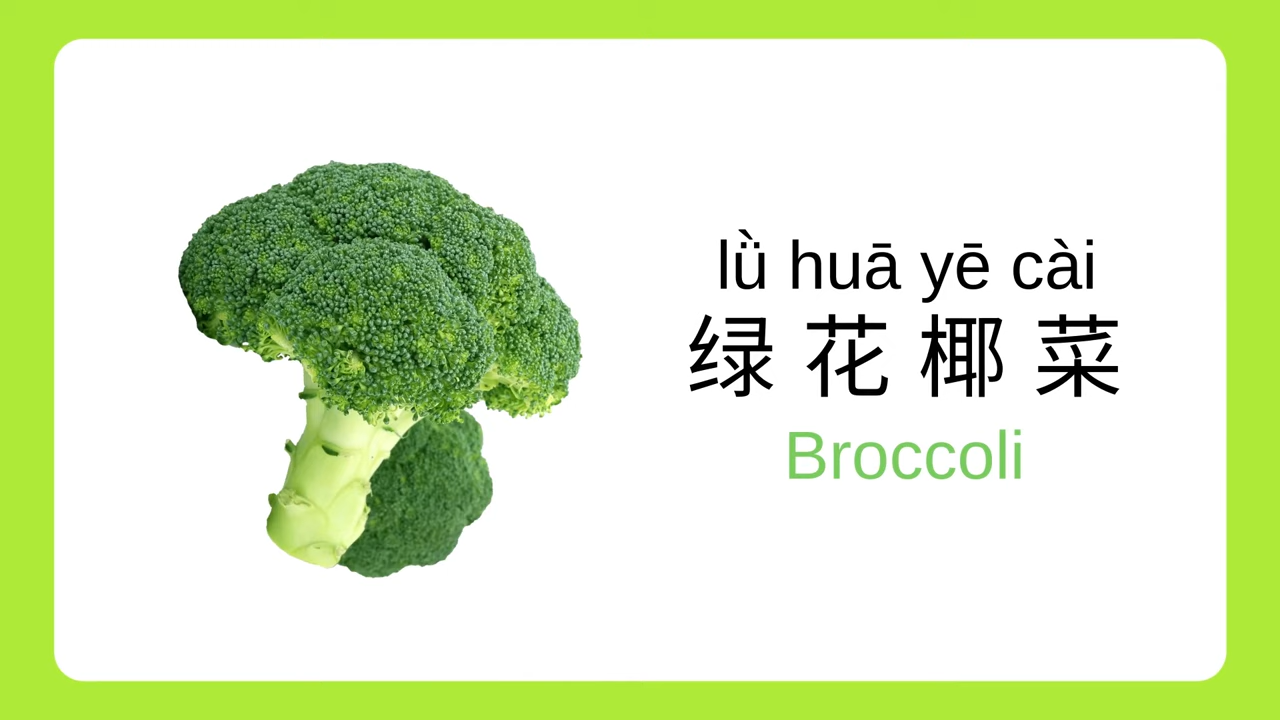 lǜ huā yē cài
绿 花 椰 菜
Broccoli